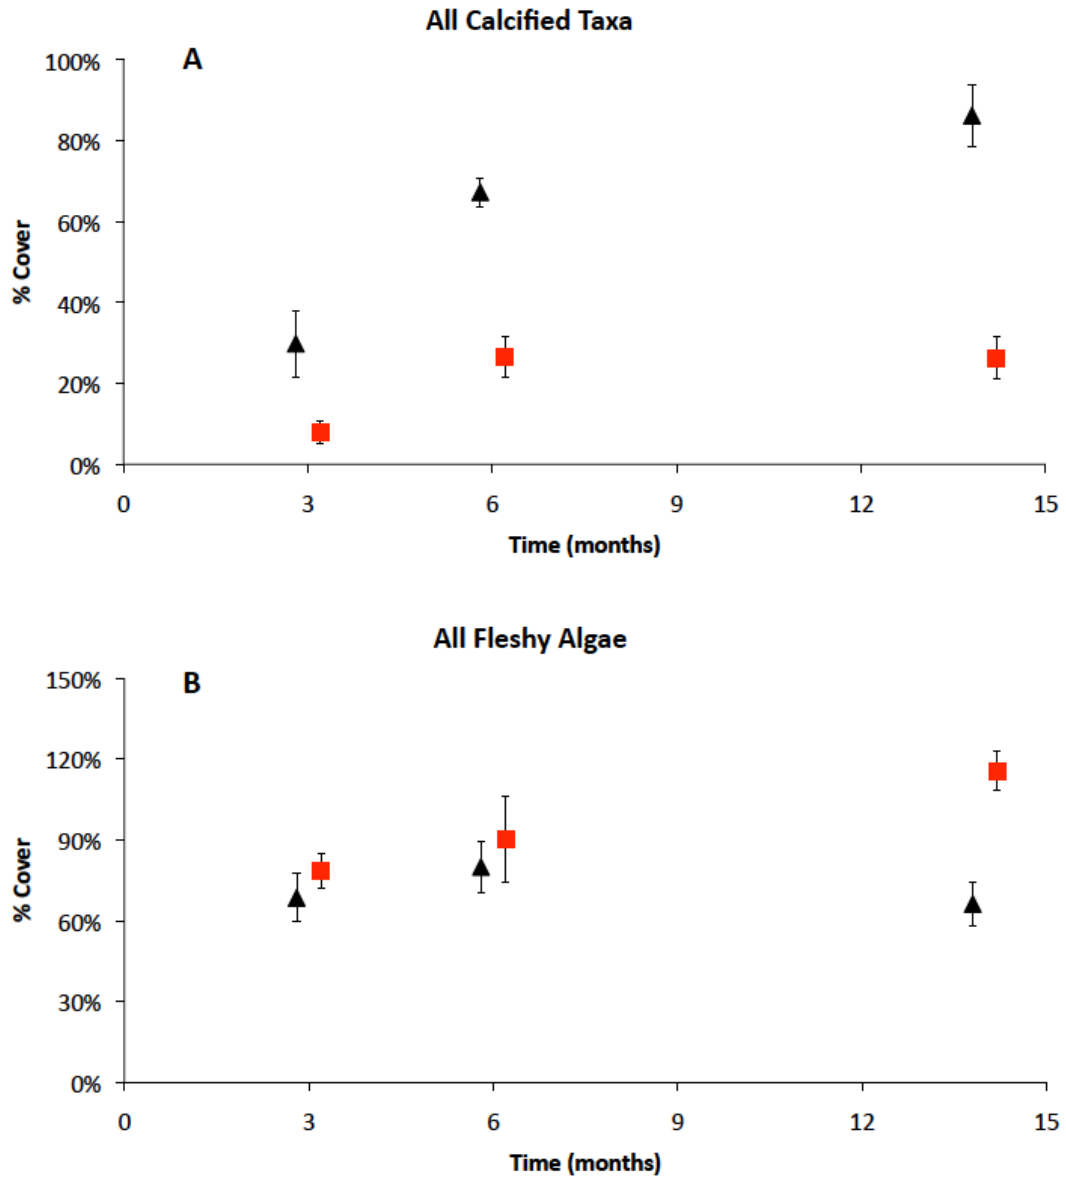 All Calcified Taxa
A
100%
80%
60%
40%
20%
0%
% Cover
0 3 6 9 12 15
Time (months)
All Fleshy Algae
B
150%
120%
90%
60%
30%
0%
% Cover
0 3 6 9 12 15
Time (months)